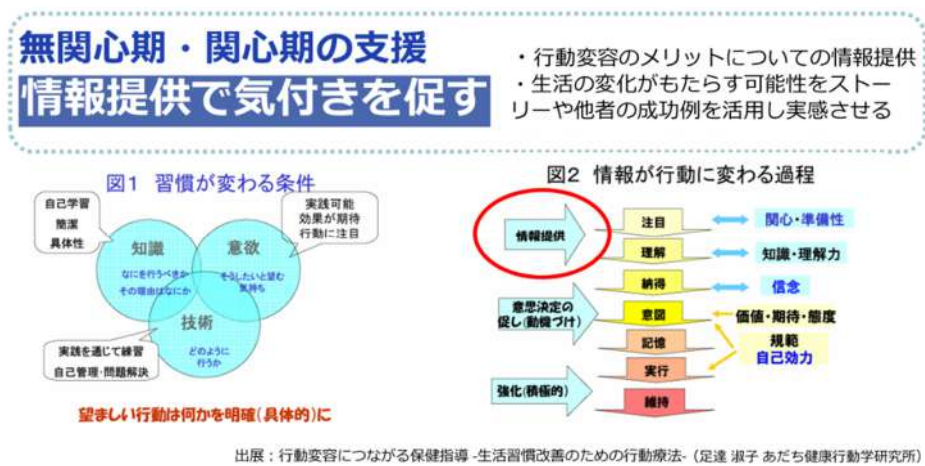 無関心期・関心期の支援
情報提供で気付きを促す
・行動変容のメリットについての情報提供
・生活の変化がもたらす可能性をストー
リーや他者の成功例を活用し実感させる
図1 習慣が変わる条件
自己学習
簡潔
具体性
実践可能
効果が期待
行動に注目
知識
なにを行うべきか
その理由はなにか
意欲
そうしたいと望む
気持ち
技術
どのように
行うか
実践を通じて練習
自己管理・問題解決
望ましい行動は何かを明確(具体的)に
図2 情報が行動に変わる過程
情報提供
意思決定の
促し(動機づけ)
強化(積極的)
注目
理解
納得
意図
記憶
実行
維持
関心・準備性
知識・理解力
信念
価値・期待・態度
規範
自己効力
出展：行動変容につながる保健指導 -生活習慣改善のための行動療法-（足達 淑子 あだち健康行動学研究所）